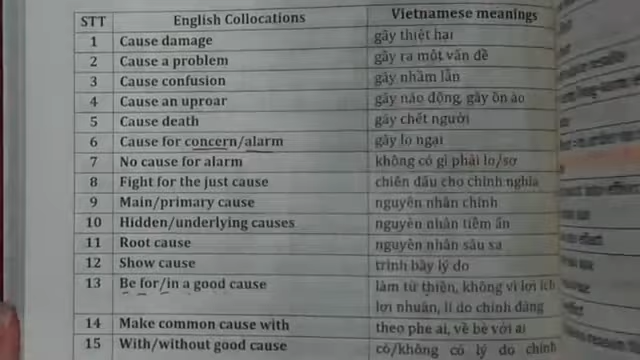 STT English Collocations Vietnamese meanings
1 Cause damage gây thiệt hại
2 Cause a problem gây ra một vấn đề
3 Cause confusion gây nhầm lẫn
4 Cause an uproar gây náo động, gây ồn ào
5 Cause death gây chết người
6 Cause for concern/alarm gây lo ngại
7 No cause for alarm không có gì phải lo/sợ
8 Fight for the just cause chiến đấu cho chính nghĩa
9 Main/primary cause nguyên nhân chính
10 Hidden/underlying causes nguyên nhân tiềm ẩn
11 Root cause nguyên nhân sâu sa
12 Show cause trình bày lý do
13 Be for/in a good cause làm từ thiện, không vì lợi ích
lợi nhuận, lí do chính đáng
14 Make common cause with theo phe ai, về bè với ai
15 With/without good cause có/không có lý do chính